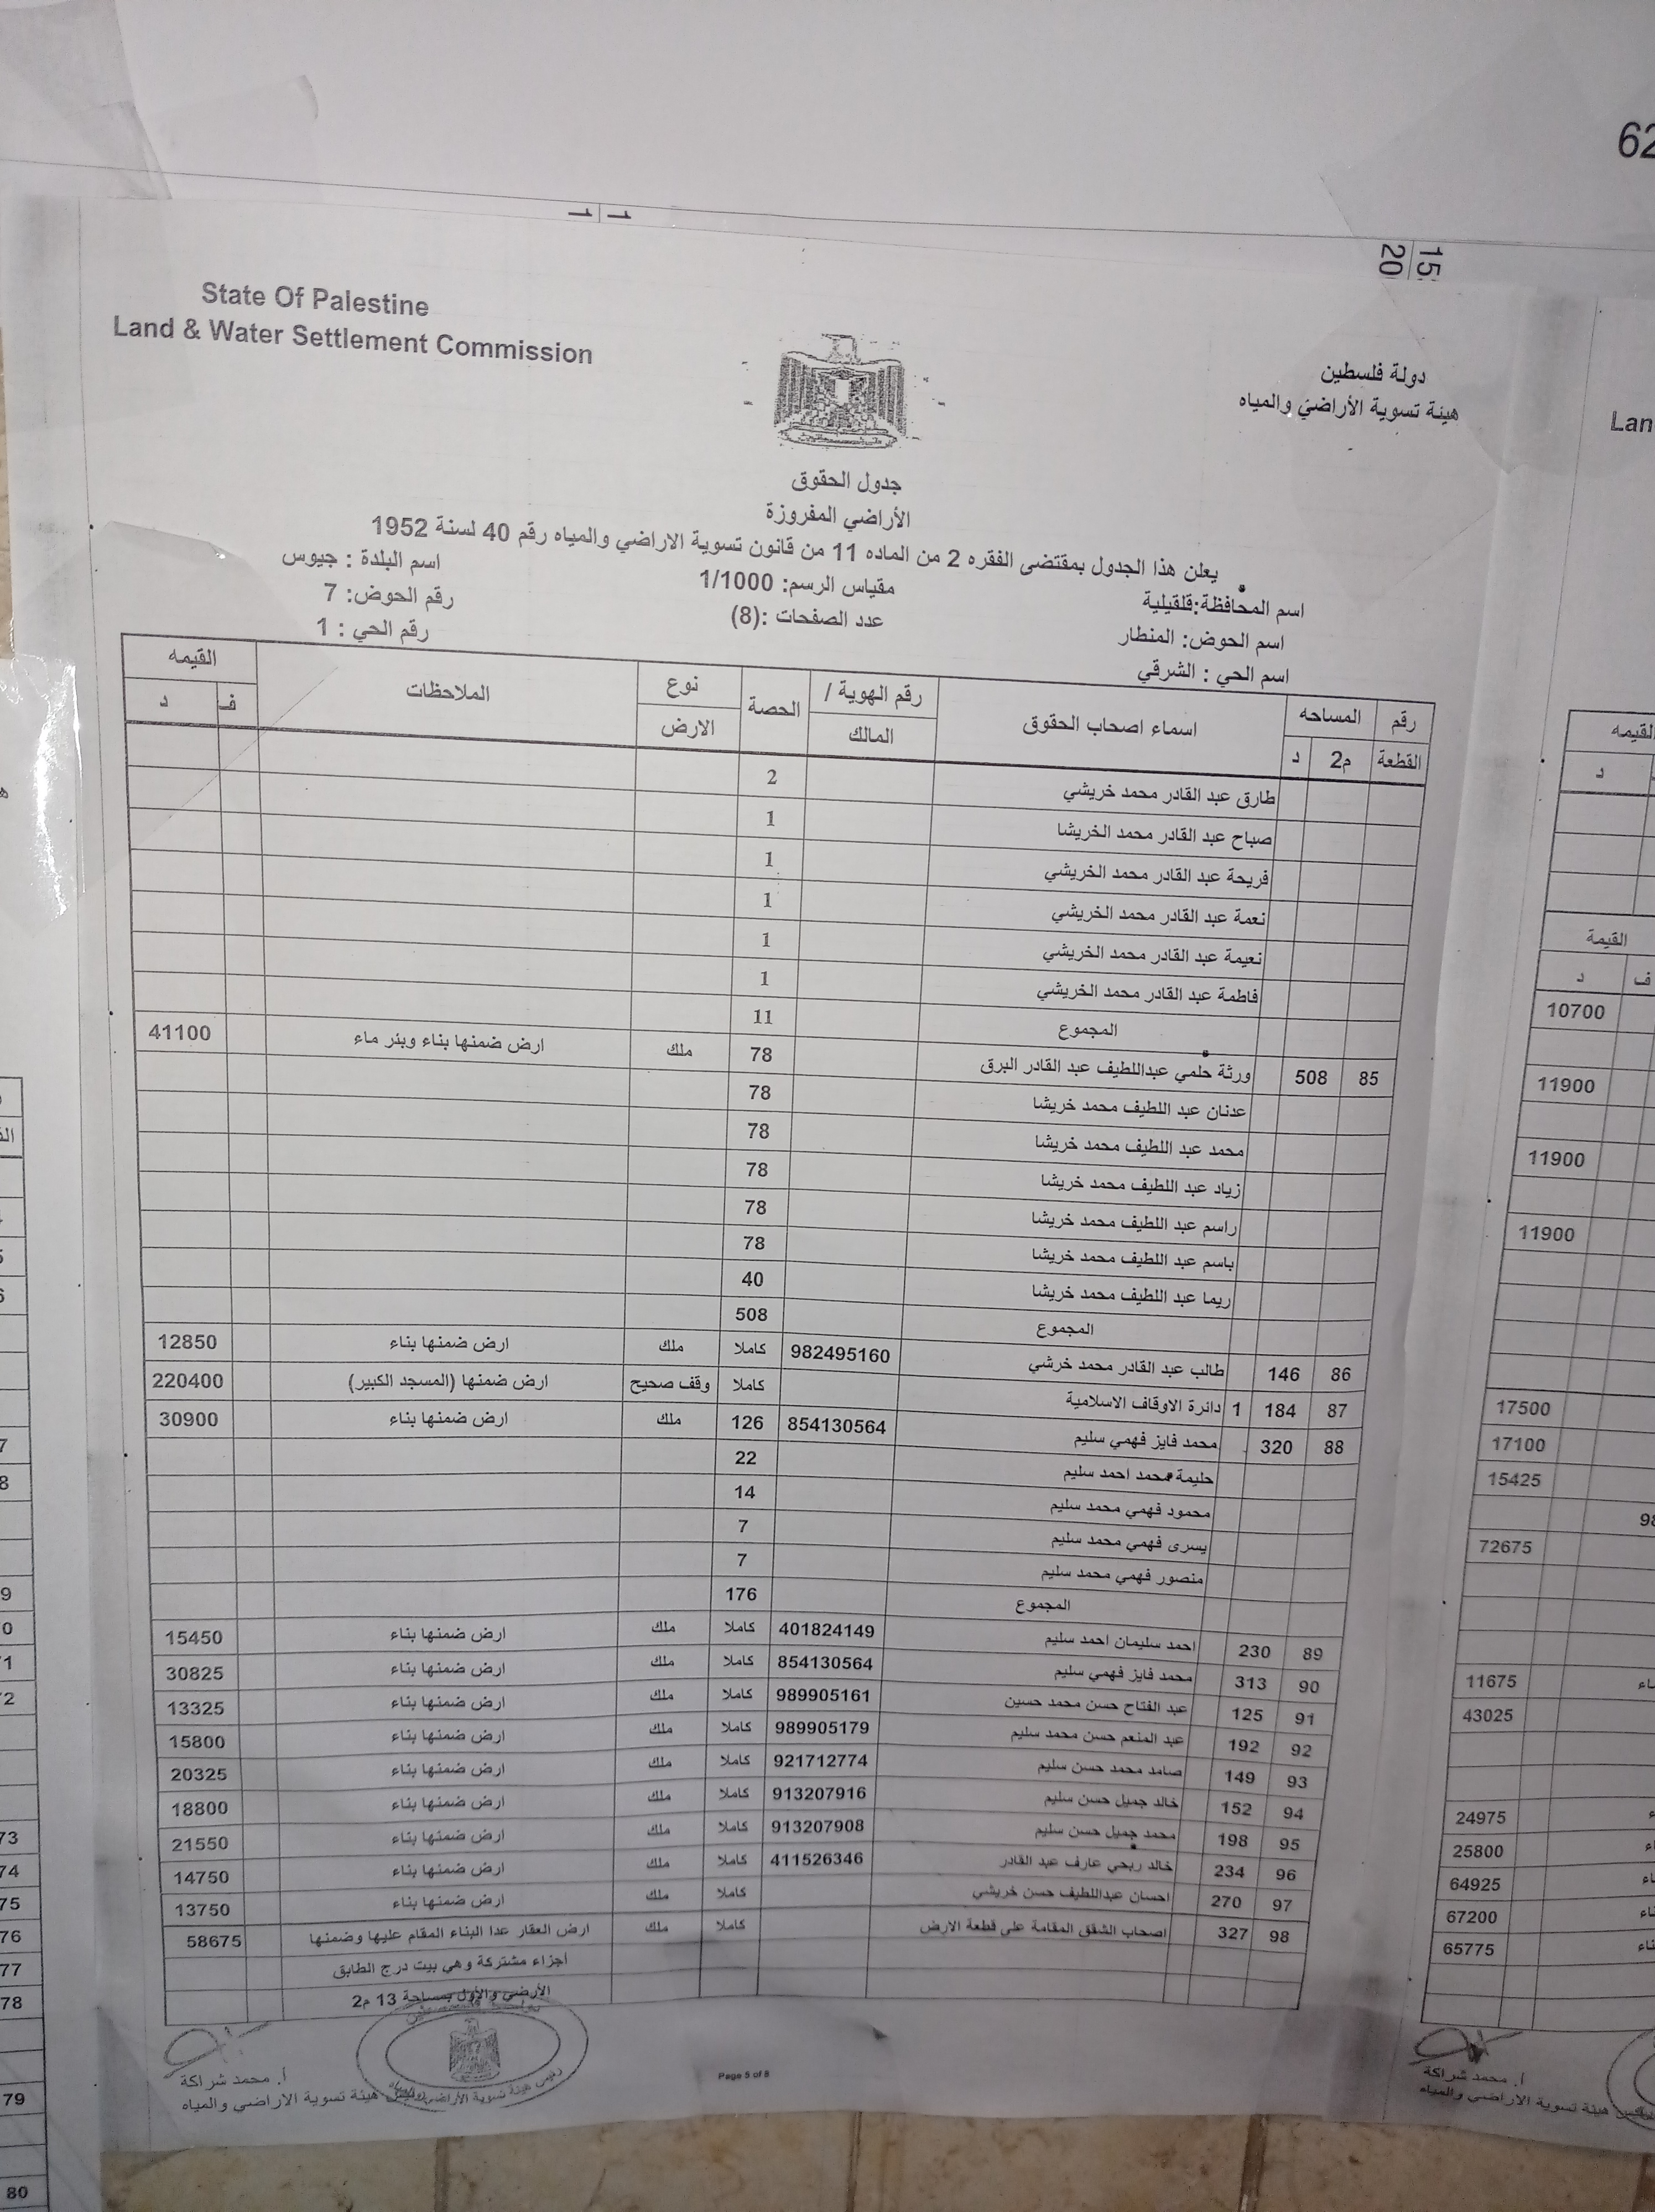 62
15
20
1 1
State Of Palestine
Land & Water Settlement Commission
دولة فلسطين
هيئة تسوية الأراضي والمياه
جدول الحقوق
الأراضي المفروزة
يعلن هذا الجدول بمقتضى الفقره 2 من الماده 11 من قانون تسوية الاراضي والمياه رقم 40 لسنة 1952
اسم المحافظة:قلقيلية مقياس الرسم: 1/1000 اسم البلدة : جيوس
اسم الحوض: المنطار عدد الصفحات :(8) رقم الحوض: 7
اسم الحي : الشرقي رقم الحي : 1
رقم القطعة المساحه م2 د اسماء اصحاب الحقوق رقم الهوية / المالك الحصة نوع الارض الملاحظات القيمه ف د
طارق عبد القادر محمد خريشي 2
صباح عبد القادر محمد الخريشا 1
فريحة عبد القادر محمد الخريشي 1
نعمة عبد القادر محمد الخريشي 1
نعيمة عبد القادر محمد الخريشي 1
فاطمة عبد القادر محمد الخريشي 1
المجموع 11
85 508 ورثة حلمي عبداللطيف عبد القادر البرق 78 ملك ارض ضمنها بناء وبئر ماء 41100
عدنان عبد اللطيف محمد خريشا 78
محمد عبد اللطيف محمد خريشا 78
زياد عبد اللطيف محمد خريشا 78
راسم عبد اللطيف محمد خريشا 78
باسم عبد اللطيف محمد خريشا 78
ريما عبد اللطيف محمد خريشا 40
المجموع 508
86 146 طالب عبد القادر محمد خرشي 982495160 كاملا ملك ارض ضمنها بناء 12850
87 184 1 دائرة الاوقاف الاسلامية كاملا وقف صحيح ارض ضمنها (المسجد الكبير) 220400
88 320 محمد فايز فهمي سليم 854130564 126 ملك ارض ضمنها بناء 30900
حليمة محمد احمد سليم 22
محمود فهمي محمد سليم 14
يسرى فهمي محمد سليم 7
منصور فهمي محمد سليم 7
المجموع 176
89 230 احمد سليمان احمد سليم 401824149 كاملا ملك ارض ضمنها بناء 15450
90 313 محمد فايز فهمي سليم 854130564 كاملا ملك ارض ضمنها بناء 30825
91 125 عبد الفتاح حسن محمد حسين 989905161 كاملا ملك ارض ضمنها بناء 13325
92 192 عبد المنعم حسن محمد سليم 989905179 كاملا ملك ارض ضمنها بناء 15800
93 149 صامد محمد حسن سليم 921712774 كاملا ملك ارض ضمنها بناء 20325
94 152 خالد جميل حسن سليم 913207916 كاملا ملك ارض ضمنها بناء 18800
95 198 محمد جميل حسن سليم 913207908 كاملا ملك ارض ضمنها بناء 21550
96 234 خالد ربحي عارف عبد القادر 411526346 كاملا ملك ارض ضمنها بناء 14750
97 270 احسان عبداللطيف حسن خريشي كاملا ملك ارض ضمنها بناء 13750
98 327 اصحاب الشقق المقامة على قطعة الارض كاملا ملك ارض العقار عدا البناء المقام عليها وضمنها 58675
أجزاء مشتركة وهي بيت درج الطابق
الأرضي والأول بمساحة 13 م2
أ. محمد شراكة
هيئة تسوية الاراضي والمياه
Page 5 of 8
Lan
القيمه
د
القيمة
ف د
10700
11900
11900
11900
17500
17100
15425
98
72675
11675
43025
24975
25800
64925
67200
65775
أ. محمد شراكة
هيئة تسوية الاراضي والمياه
73
74
75
76
77
78
79
80